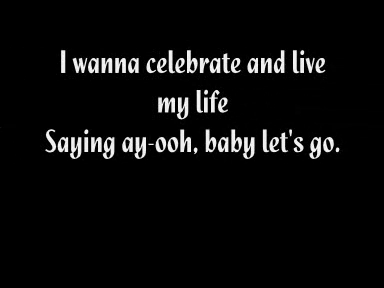 I wanna celebrate and live
my life
Saying ay-ooh, baby let's go.